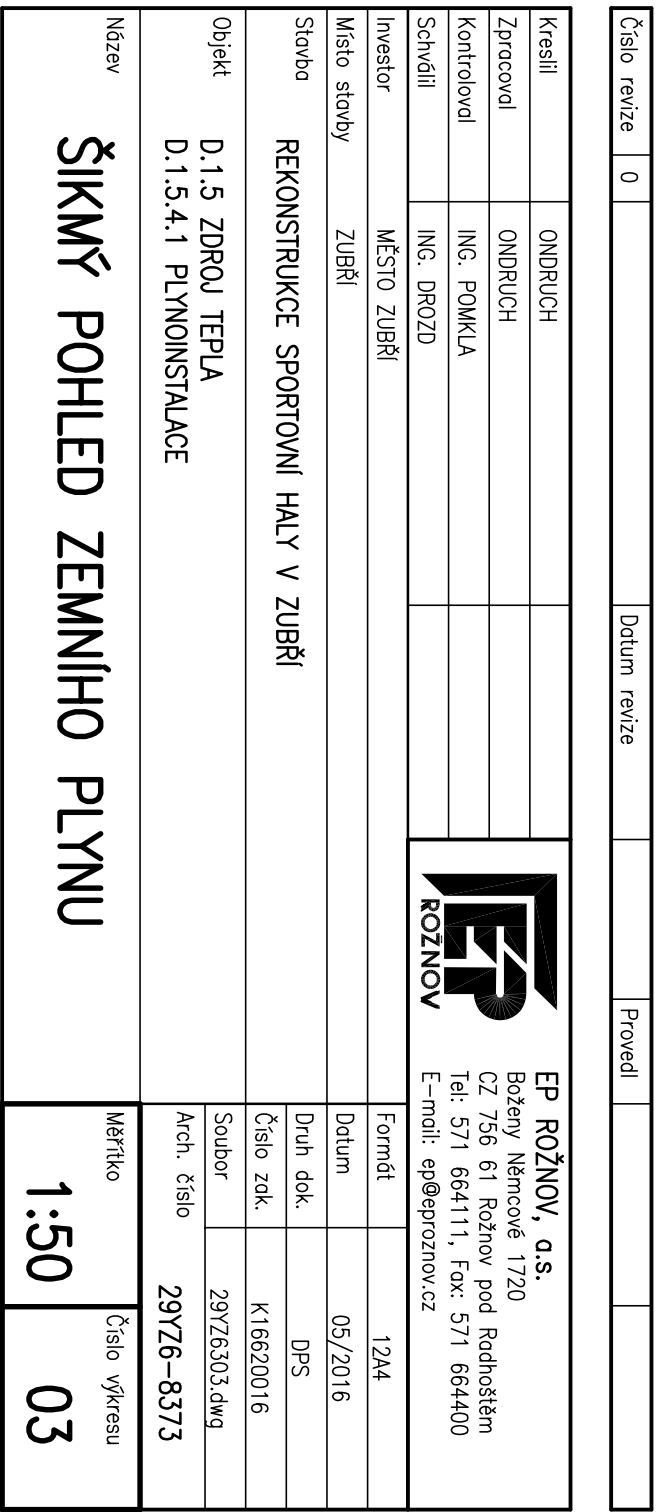 Číslo revize 0 Datum revize Provedl
Kreslil ONDRUCH
Zpracoval ONDRUCH
Kontroloval ING. POMKLA
Schválil ING. DROZD
EP ROŽNOV
EP ROŽNOV, a.s.
Boženy Němcové 1720
CZ 756 61 Rožnov pod Radhoštěm
Tel: 571 664111, Fax: 571 664400
E-mail: ep@eproznov.cz
Investor MĚSTO ZUBŘÍ
Místo stavby ZUBŘÍ
Stavba REKONSTRUKCE SPORTOVNÍ HALY V ZUBŘÍ
Objekt D.1.5 ZDROJ TEPLA
D.1.5.4.1 PLYNOINSTALACE
Formát 12A4
Datum 05/2016
Druh dok. DPS
Číslo zak. K16620016
Soubor 29YZ6303.dwg
Arch. číslo 29YZ6-8373
Název ŠIKMÝ POHLED ZEMNÍHO PLYNU
Měřítko 1:50
Číslo výkresu 03